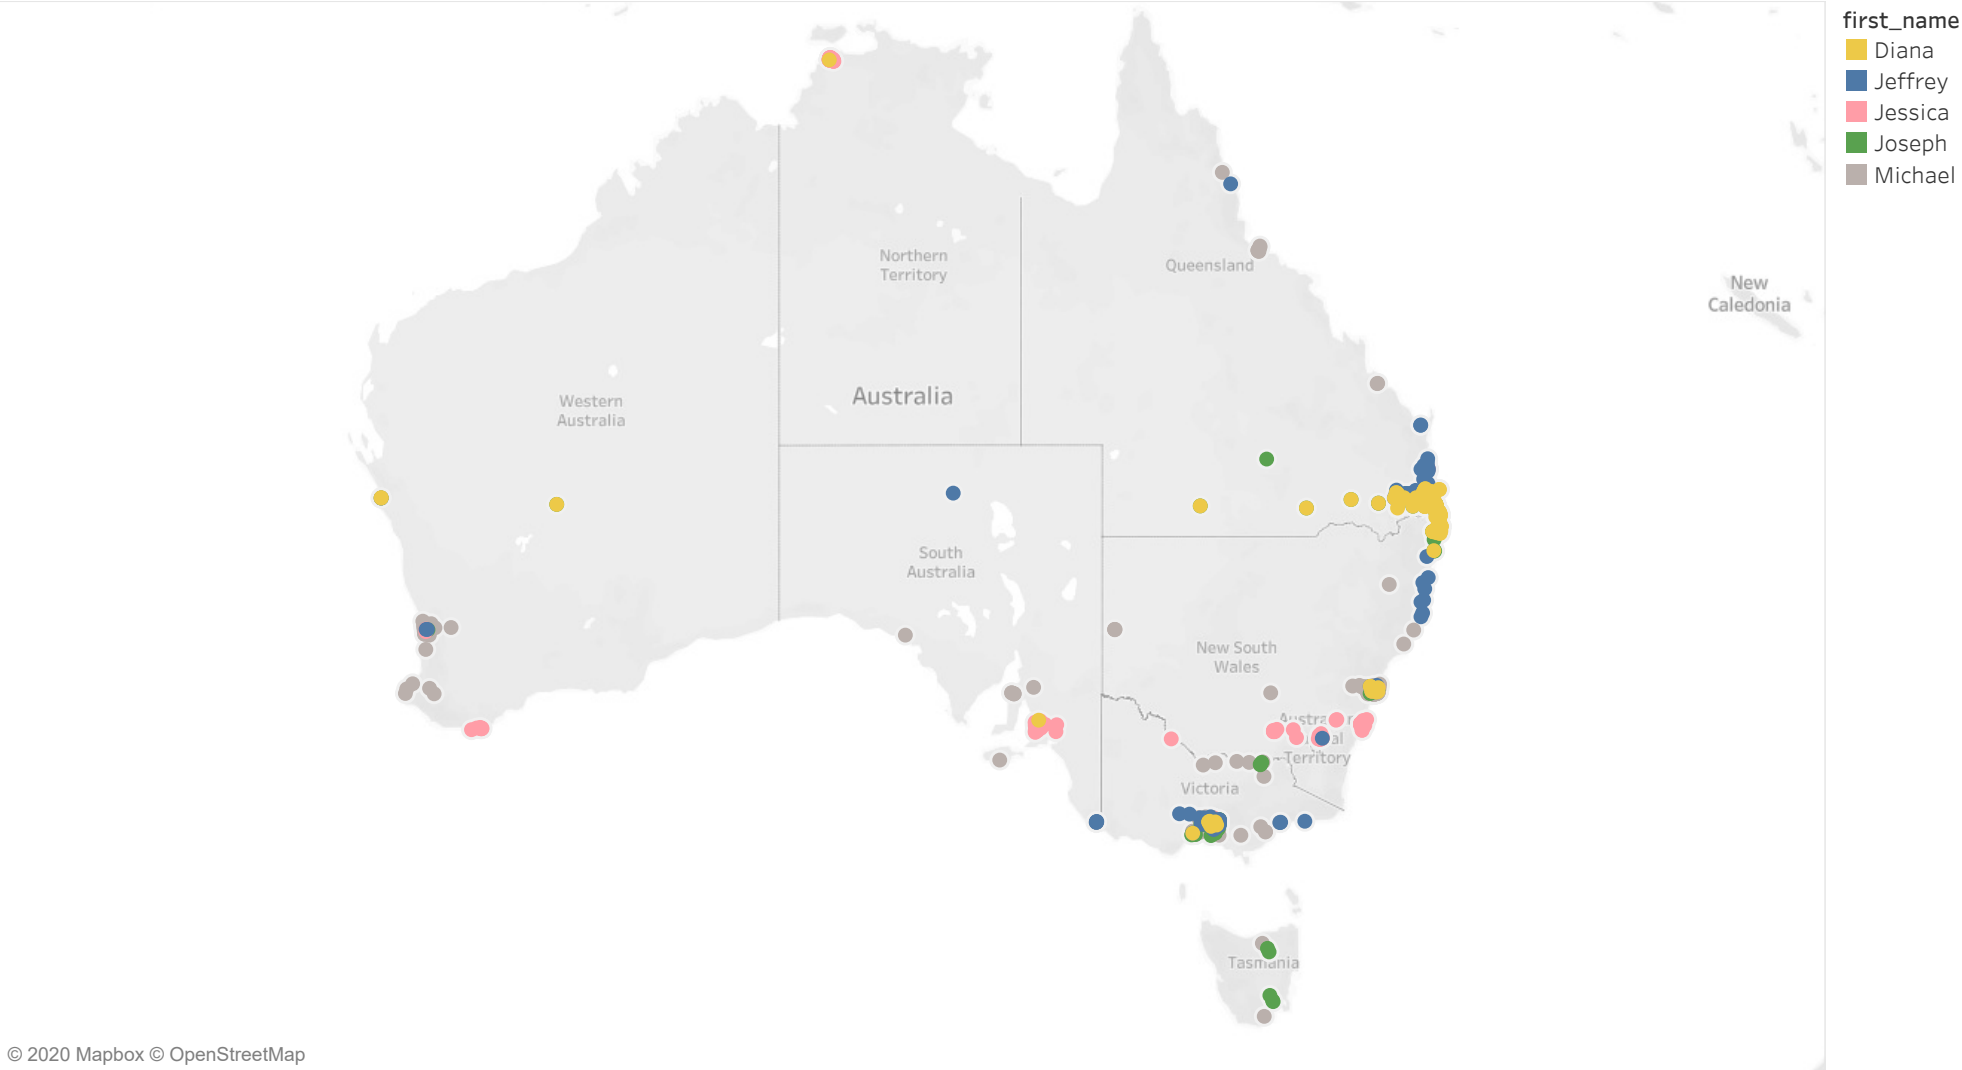 first_name
Diana
Jeffrey
Jessica
Joseph
Michael
Northern
Territory
Queensland
New
Caledonia
Australia
Western
Australia
South
Australia
New South
Wales
Territory
Victoria
Tasmania
© 2020 Mapbox © OpenStreetMap